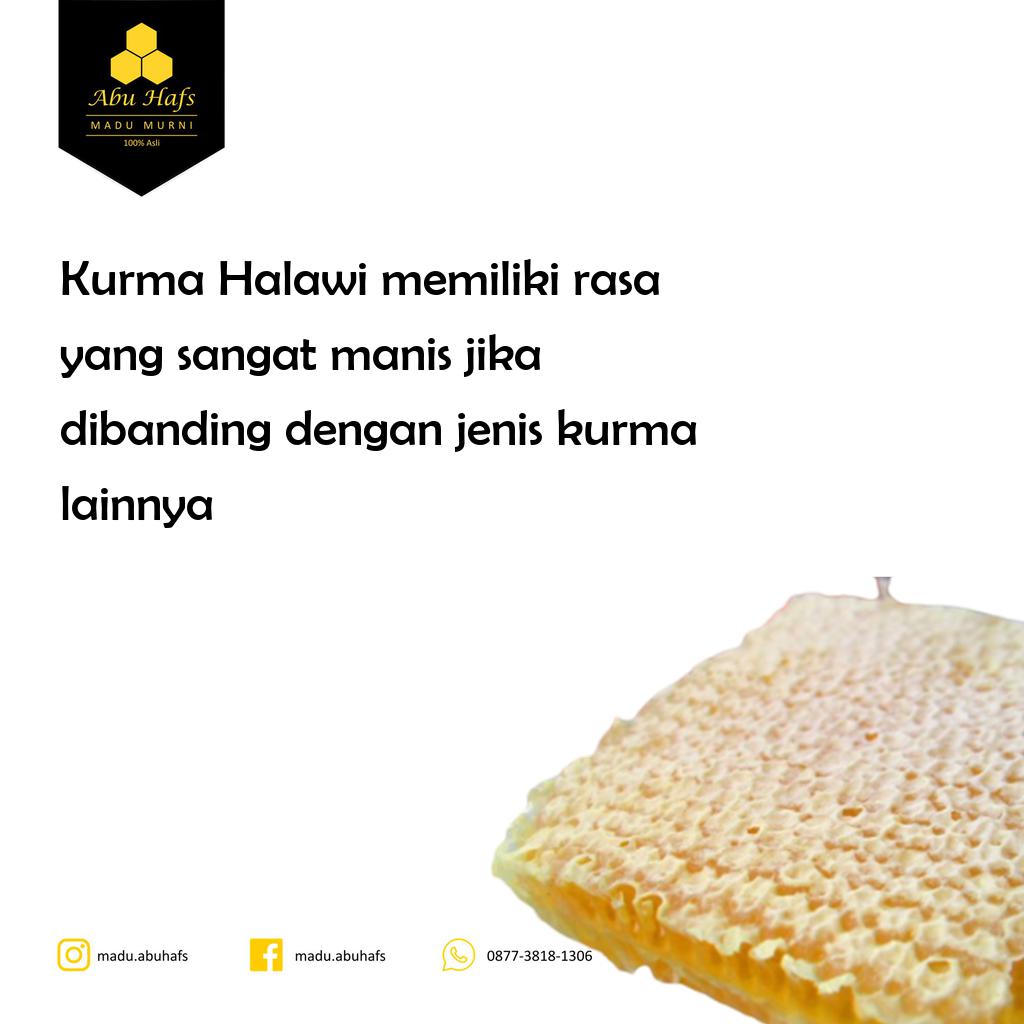 Abu Hafs
MADU MURNI
100% Asli
Kurma Halawi memiliki rasa
yang sangat manis jika
dibanding dengan jenis kurma
lainnya
madu.abuhafs
madu.abuhafs
0877-3818-1306